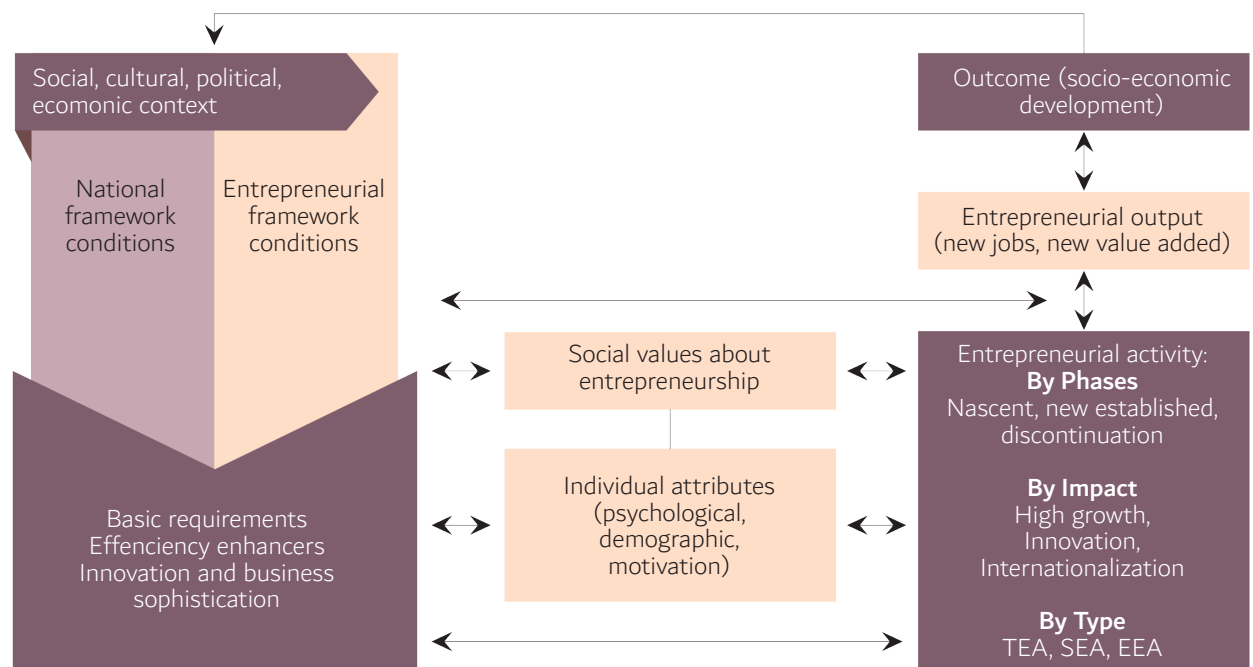 Social, cultural, political,
ecomonic context
National
framework
conditions
Entrepreneurial
framework
conditions
Basic requirements
Effenciency enhancers
Innovation and business
sophistication
Social values about
entrepreneurship
Individual attributes
(psychological,
demographic,
motivation)
Outcome (socio-economic
development)
Entrepreneurial output
(new jobs, new value added)
Entrepreneurial activity:
By Phases
Nascent, new established,
discontinuation
By Impact
High growth,
Innovation,
Internationalization
By Type
TEA, SEA, EEA